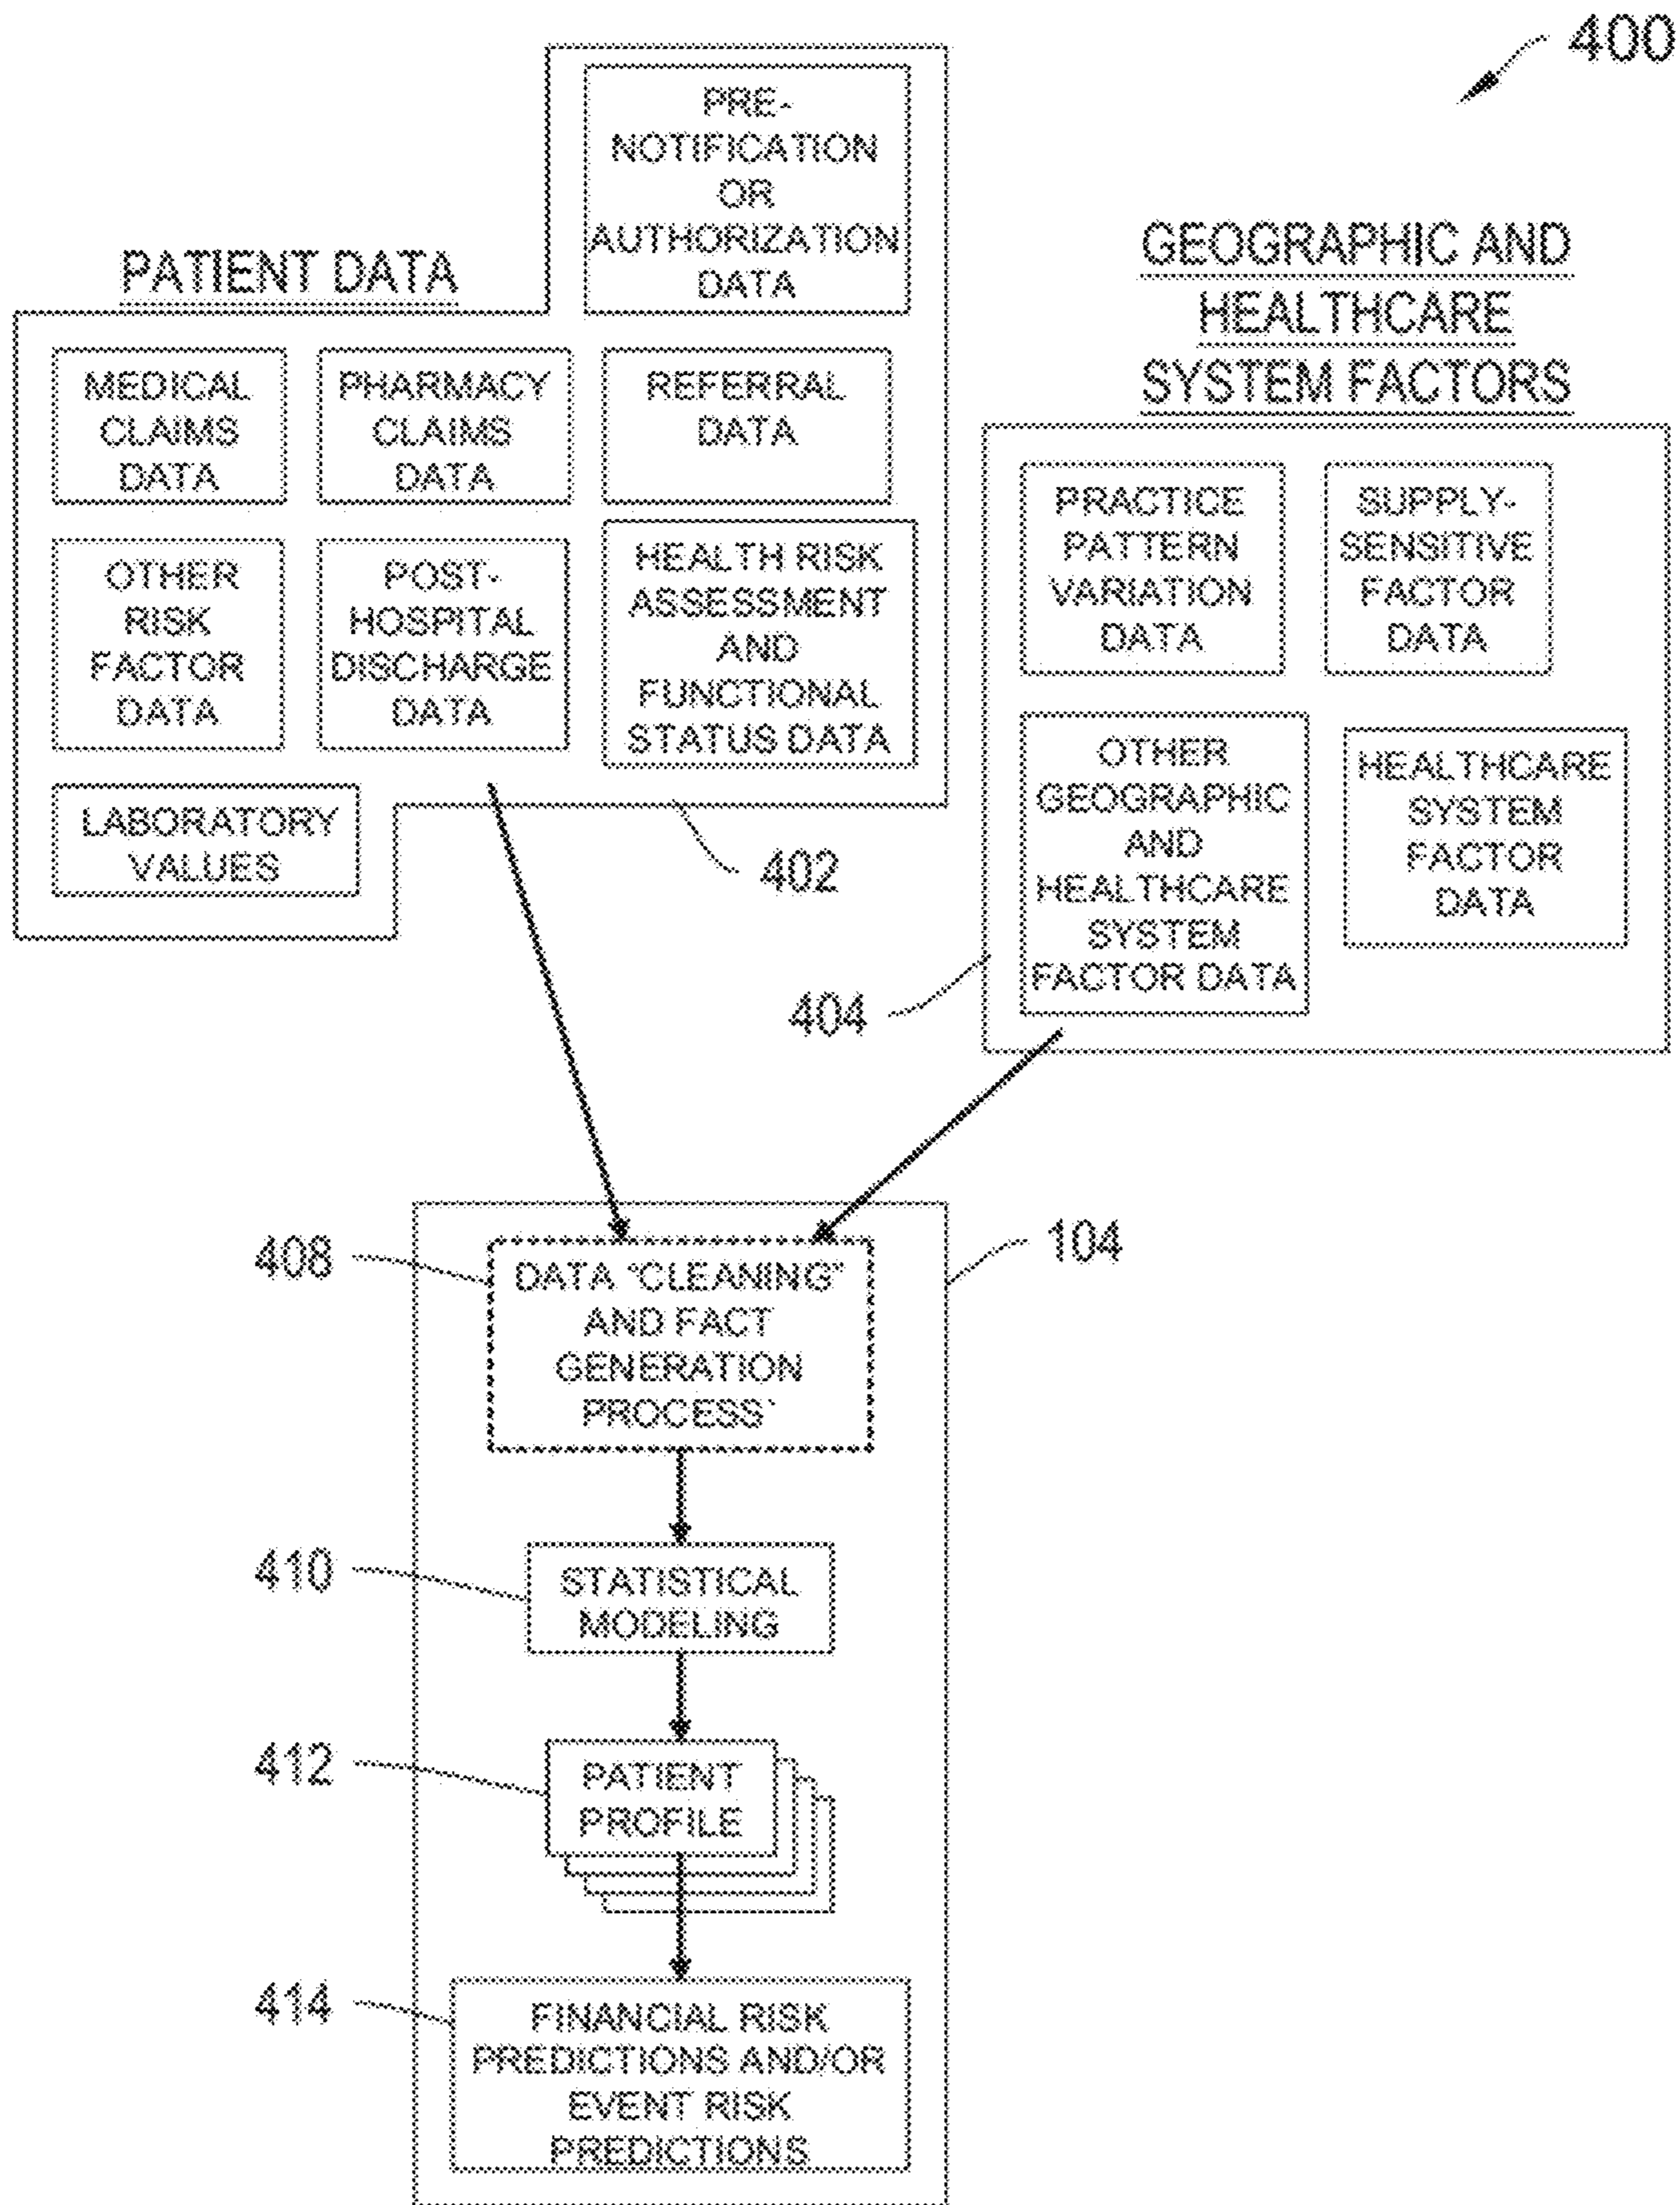 400
PATIENT DATA
PRE-
NOTIFICATION
OR
AUTHORIZATION
DATA
MEDICAL
CLAIMS
DATA
PHARMACY
CLAIMS
DATA
REFERRAL
DATA
OTHER
RISK
FACTOR
DATA
POST-
HOSPITAL
DISCHARGE
DATA
HEALTH RISK
ASSESSMENT
AND
FUNCTIONAL
STATUS DATA
LABORATORY
VALUES
402
GEOGRAPHIC AND
HEALTHCARE
SYSTEM FACTORS
PRACTICE
PATTERN
VARIATION
DATA
SUPPLY-
SENSITIVE
FACTOR
DATA
OTHER
GEOGRAPHIC
AND
HEALTHCARE
SYSTEM
FACTOR DATA
HEALTHCARE
SYSTEM
FACTOR
DATA
404
104
408
DATA "CLEANING"
AND FACT
GENERATION
PROCESS`
410
STATISTICAL
MODELING
412
PATIENT
PROFILE
414
FINANCIAL RISK
PREDICTIONS AND/OR
EVENT RISK
PREDICTIONS